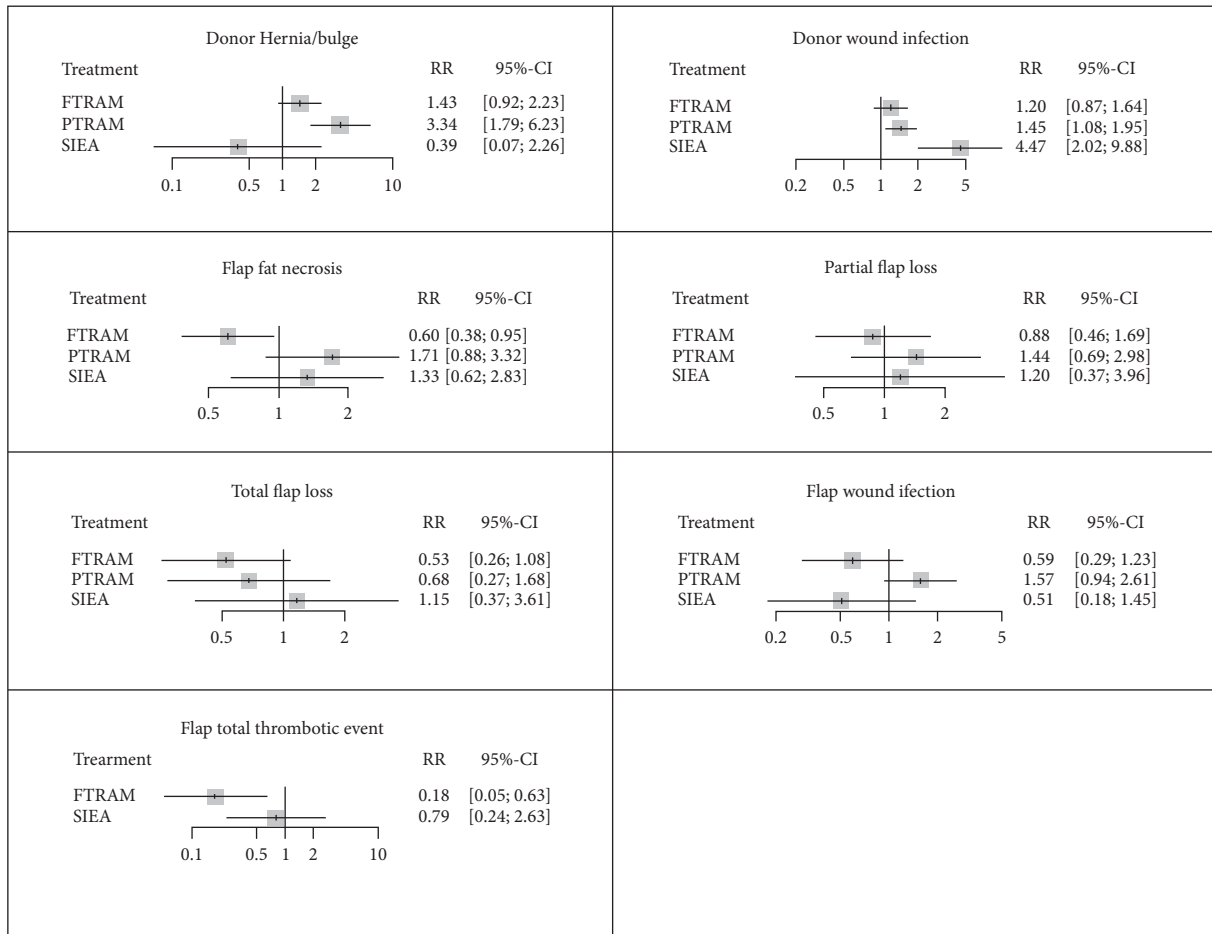 Donor Hernia/bulge
Treatment RR 95%-CI
FTRAM 1.43 [0.92; 2.23]
PTRAM 3.34 [1.79; 6.23]
SIEA 0.39 [0.07; 2.26]
0.1 0.5 1 2 10
Donor wound infection
Treatment RR 95%-CI
FTRAM 1.20 [0.87; 1.64]
PTRAM 1.45 [1.08; 1.95]
SIEA 4.47 [2.02; 9.88]
0.2 0.5 1 2 5
Flap fat necrosis
Treatment RR 95%-CI
FTRAM 0.60 [0.38; 0.95]
PTRAM 1.71 [0.88; 3.32]
SIEA 1.33 [0.62; 2.83]
0.5 1 2
Partial flap loss
Treatment RR 95%-CI
FTRAM 0.88 [0.46; 1.69]
PTRAM 1.44 [0.69; 2.98]
SIEA 1.20 [0.37; 3.96]
0.5 1 2
Total flap loss
Treatment RR 95%-CI
FTRAM 0.53 [0.26; 1.08]
PTRAM 0.68 [0.27; 1.68]
SIEA 1.15 [0.37; 3.61]
0.5 1 2
Flap wound ifection
Treatment RR 95%-CI
FTRAM 0.59 [0.29; 1.23]
PTRAM 1.57 [0.94; 2.61]
SIEA 0.51 [0.18; 1.45]
0.2 0.5 1 2 5
Flap total thrombotic event
Trearment RR 95%-CI
FTRAM 0.18 [0.05; 0.63]
SIEA 0.79 [0.24; 2.63]
0.1 0.5 1 2 10